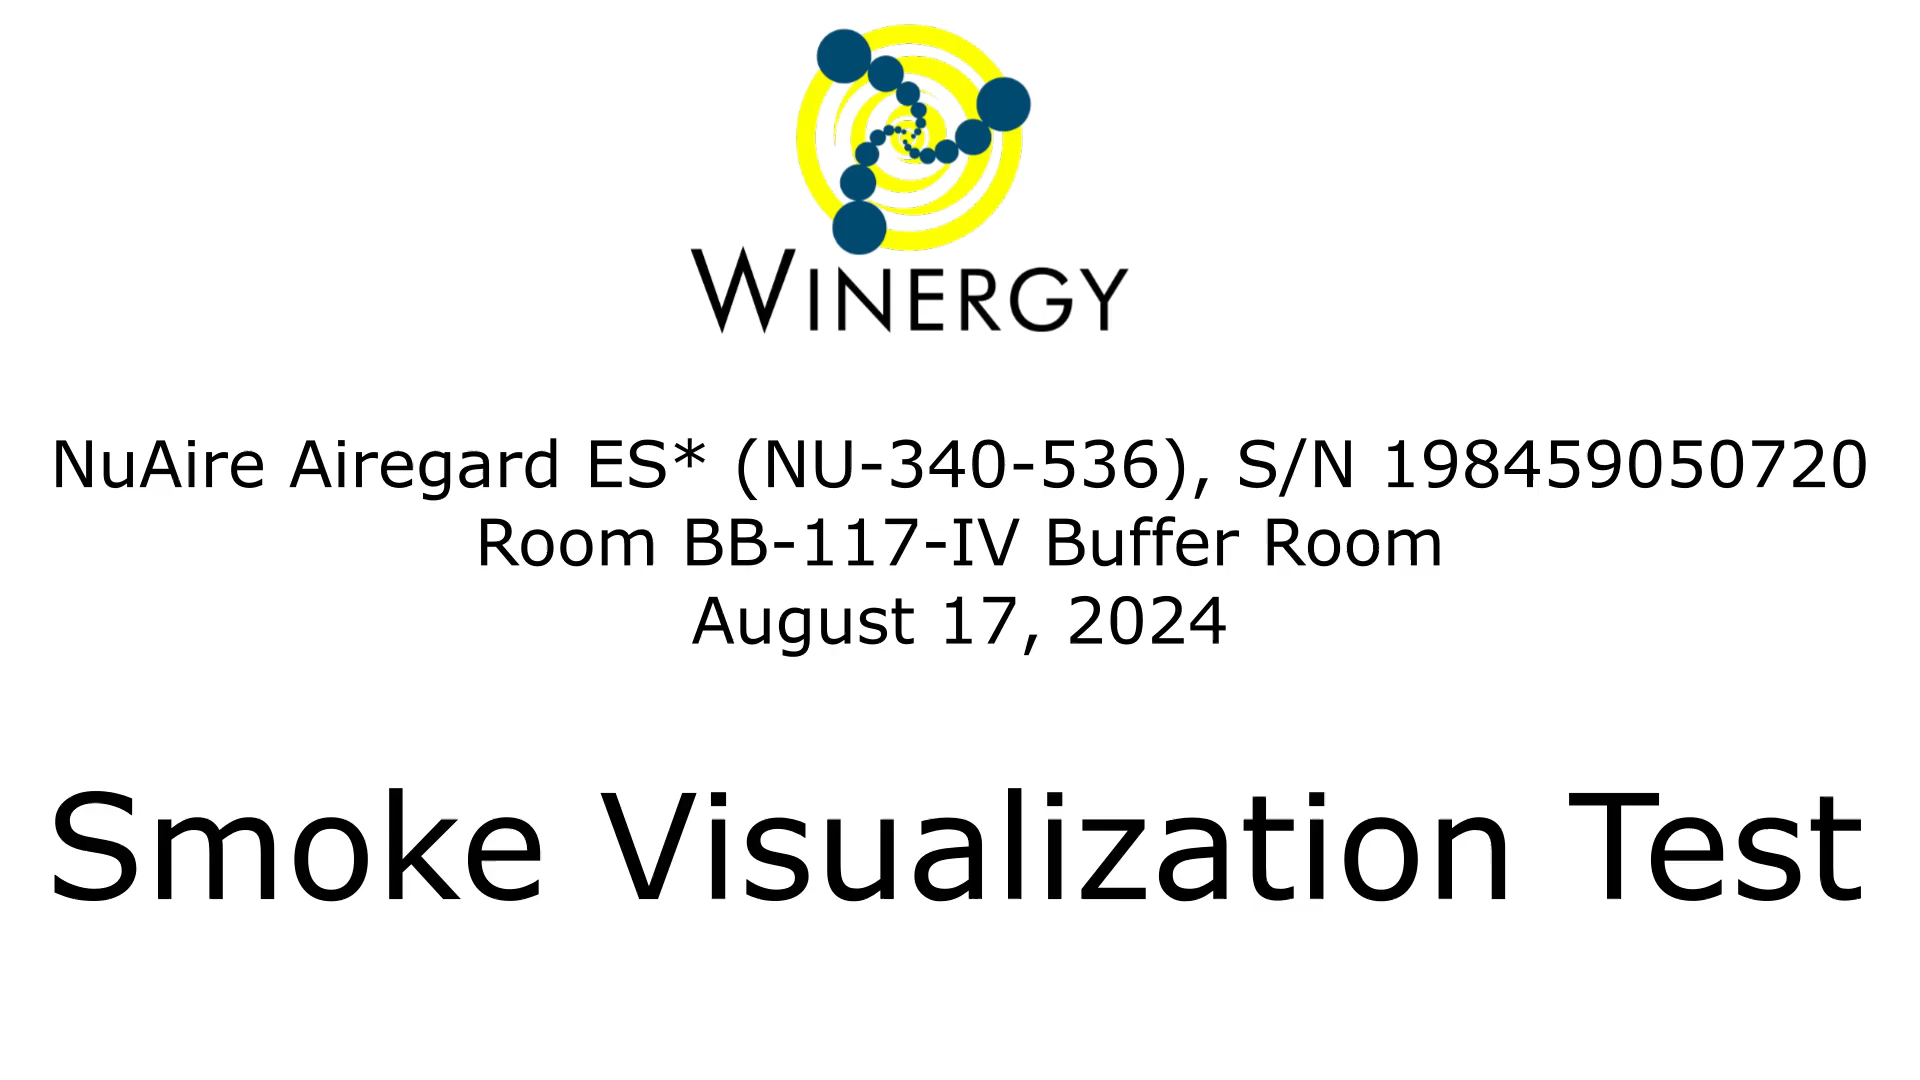 WINERGY
NuAire Airegard ES* (NU-340-536), S/N 198459050720
Room BB-117-IV Buffer Room
August 17, 2024
Smoke Visualization Test